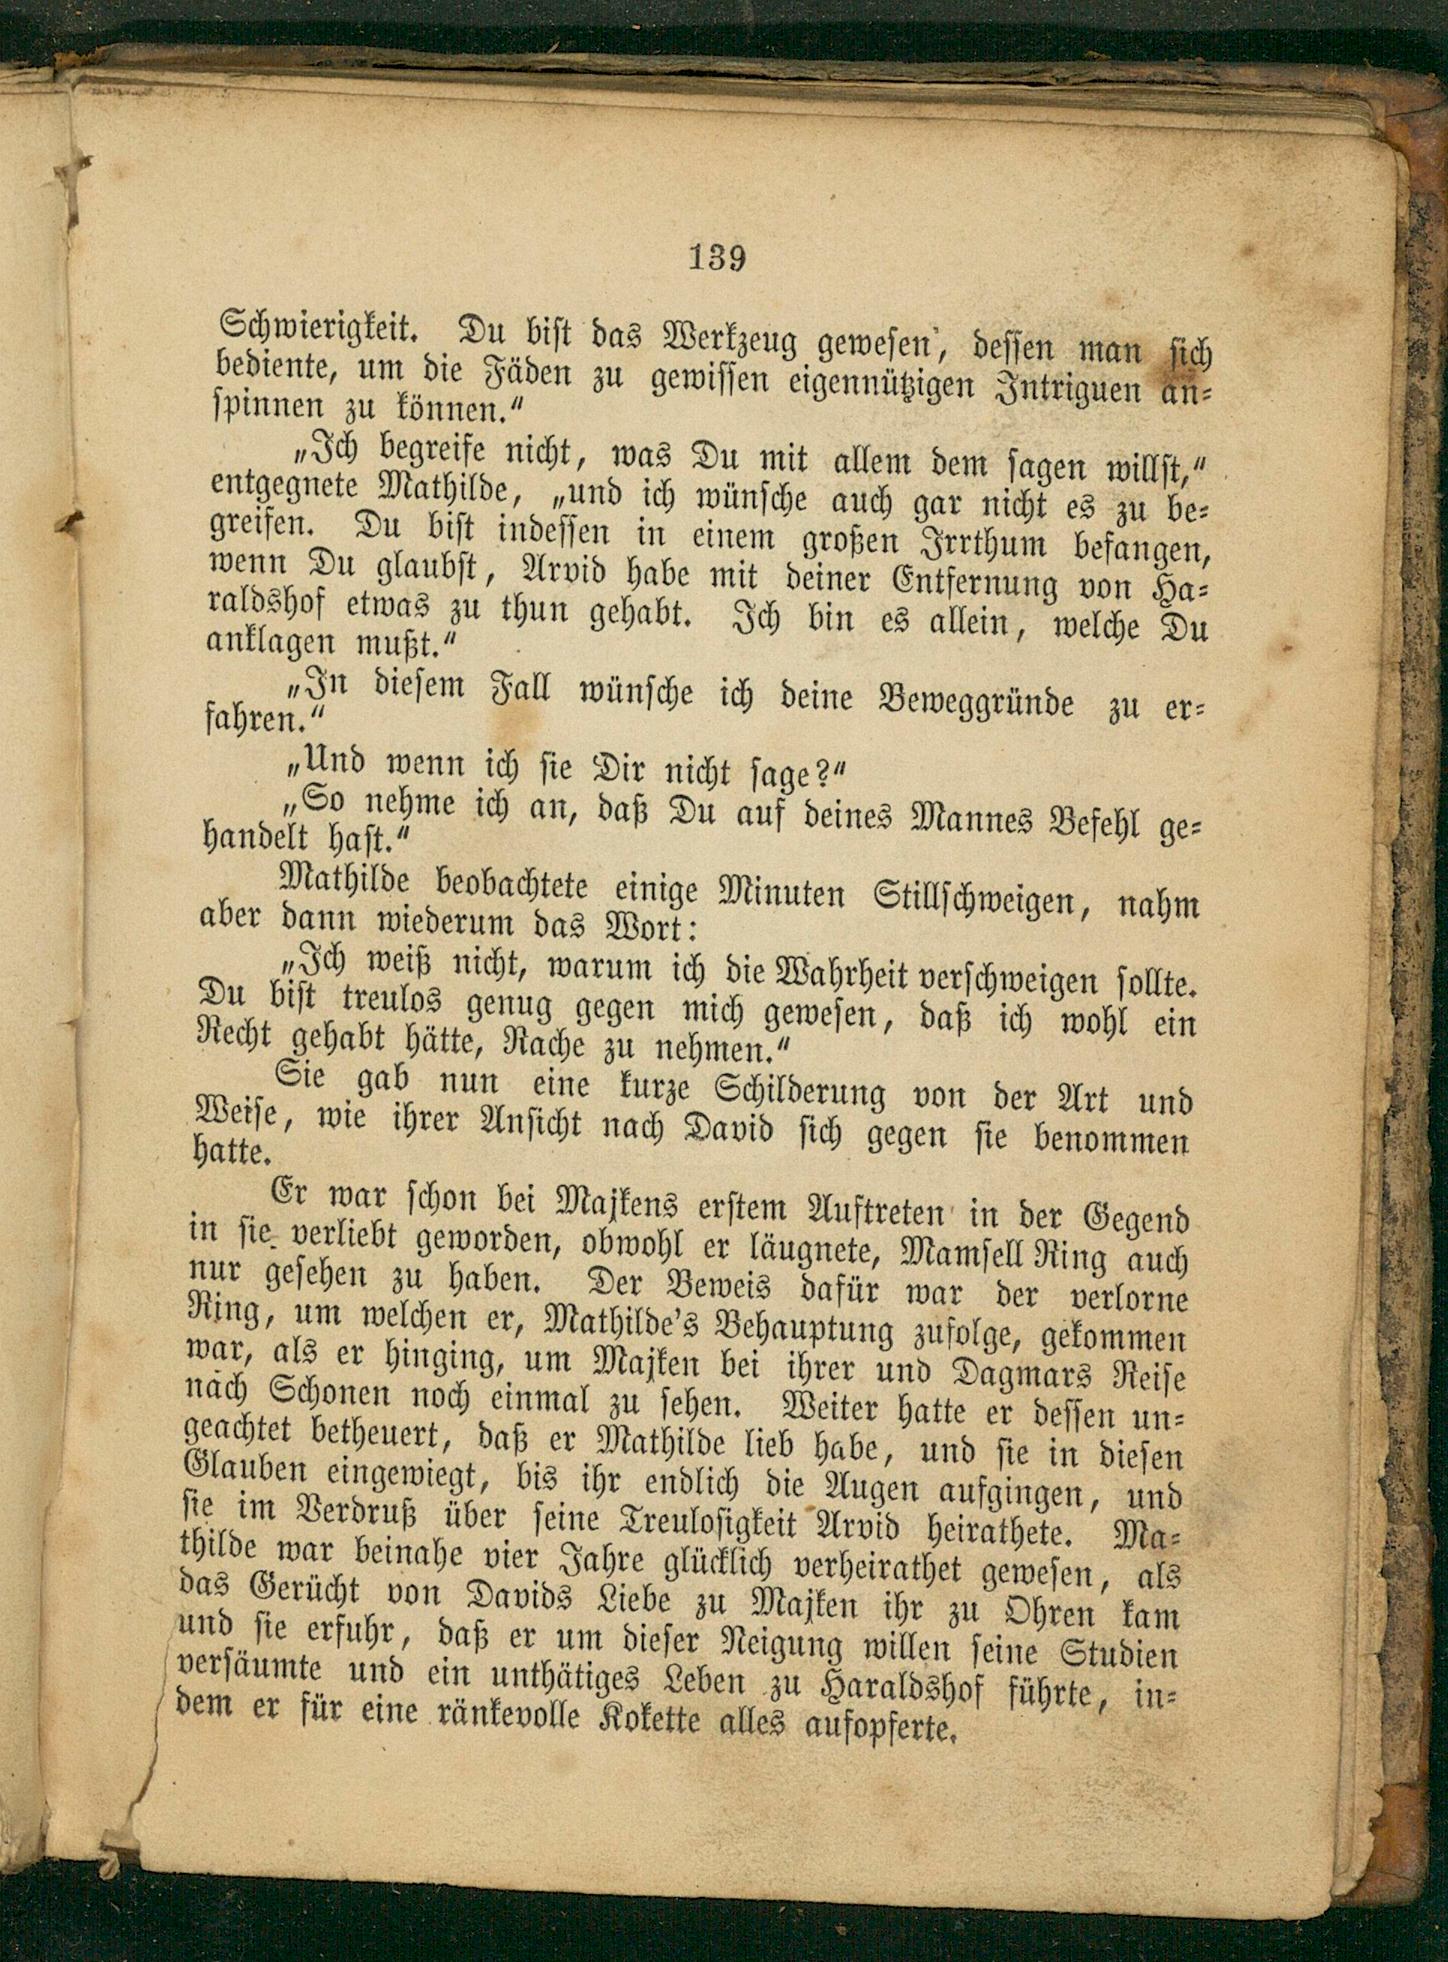 139
Schwierigkeit. Du bist das Werkzeug gewesen, dessen man sich
bediente, um die Fäden zu gewissen eigennützigen Intriguen an-
spinnen zu können.“
„Ich begreife nicht, was Du mit allem dem sagen willst,“
entgegnete Mathilde, „und ich wünsche auch gar nicht es zu be-
greifen. Du bist indessen in einem großen Irrthum befangen,
wenn Du glaubst, Arvid habe mit deiner Entfernung von Ha-
raldshof etwas zu thun gehabt. Ich bin es allein, welche Du
anklagen mußt.“
„In diesem Fall wünsche ich deine Beweggründe zu er-
fahren.“
„Und wenn ich sie Dir nicht sage?“
„So nehme ich an, daß Du auf deines Mannes Befehl ge-
handelt hast.“
Mathilde beobachtete einige Minuten Stillschweigen, nahm
aber dann wiederum das Wort:
„Ich weiß nicht, warum ich die Wahrheit verschweigen sollte.
Du bist treulos genug gegen mich gewesen, daß ich wohl ein
Recht gehabt hätte, Rache zu nehmen.“
Sie gab nun eine kurze Schilderung von der Art und
Weise, wie ihrer Ansicht nach David sich gegen sie benommen
hatte.
Er war schon bei Majkens erstem Auftreten in der Gegend
in sie verliebt geworden, obwohl er läugnete, Mamsell Ring auch
nur gesehen zu haben. Der Beweis dafür war der verlorne
Ring, um welchen er, Mathilde's Behauptung zufolge, gekommen
war, als er hinging, um Majken bei ihrer und Dagmars Reise
nach Schonen noch einmal zu sehen. Weiter hatte er dessen un-
geachtet betheuert, daß er Mathilde lieb habe, und sie in diesen
Glauben eingewiegt, bis ihr endlich die Augen aufgingen, und
sie im Verdruß über seine Treulosigkeit Arvid heirathete. Ma-
thilde war beinahe vier Jahre glücklich verheirathet gewesen, als
das Gerücht von Davids Liebe zu Majken ihr zu Ohren kam
und sie erfuhr, daß er um dieser Neigung willen seine Studien
versäumte und ein unthätiges Leben zu Haraldshof führte, in-
dem er für eine ränkevolle Kokette alles aufopferte.